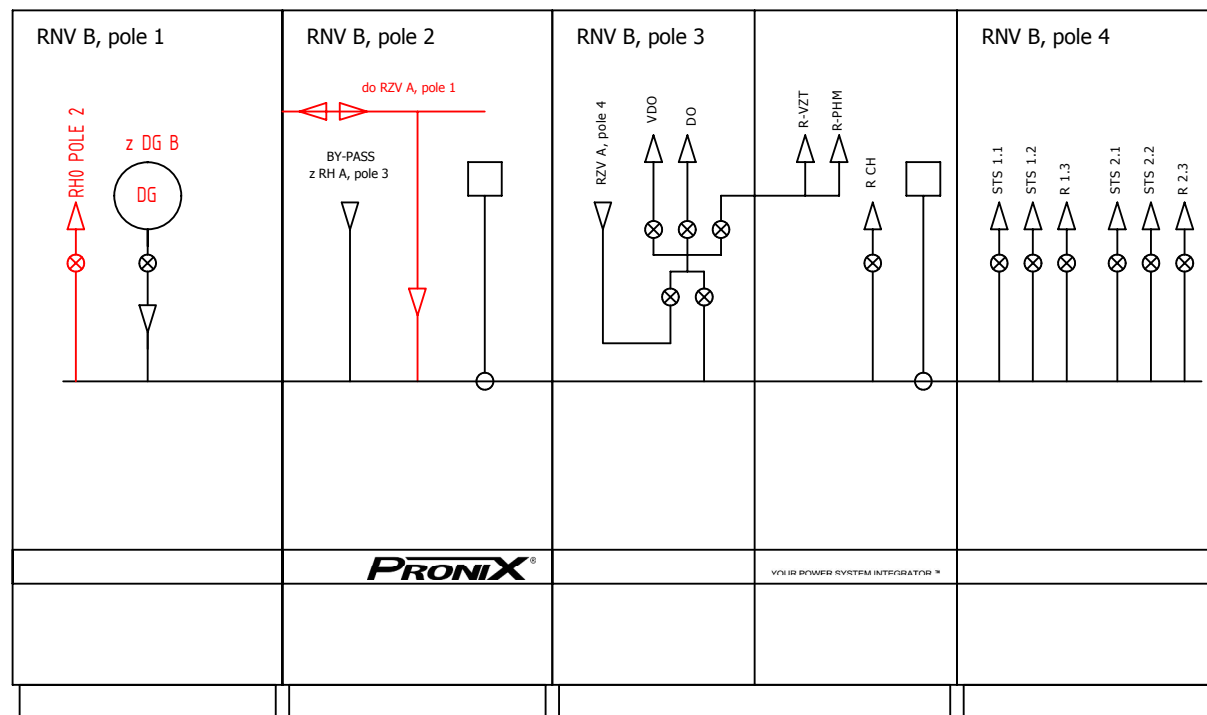 RNV B, pole 1
RNV B, pole 2
RNV B, pole 3
RNV B, pole 4
RH0 POLE 2
z DG B
DG
do RZV A, pole 1
BY-PASS
z RH A, pole 3
RZV A, pole 4
VDO
DO
R-VZT
R-PHM
R CH
STS 1.1
STS 1.2
R 1.3
STS 2.1
STS 2.2
R 2.3
PRONIX®
YOUR POWER SYSTEM INTEGRATOR ™